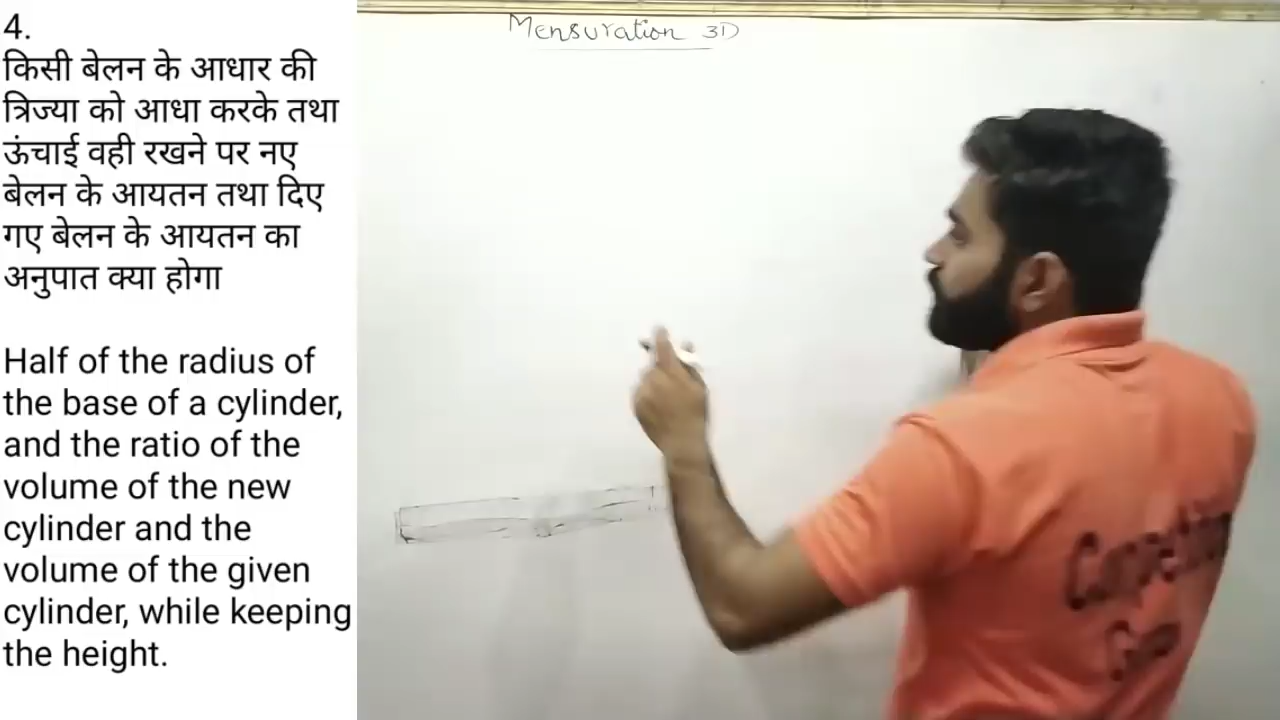 4.
किसी बेलन के आधार की
त्रिज्या को आधा करके तथा
ऊंचाई वही रखने पर नए
बेलन के आयतन तथा दिए
गए बेलन के आयतन का
अनुपात क्या होगा
Half of the radius of
the base of a cylinder,
and the ratio of the
volume of the new
cylinder and the
volume of the given
cylinder, while keeping
the height.
Mensuration 3D